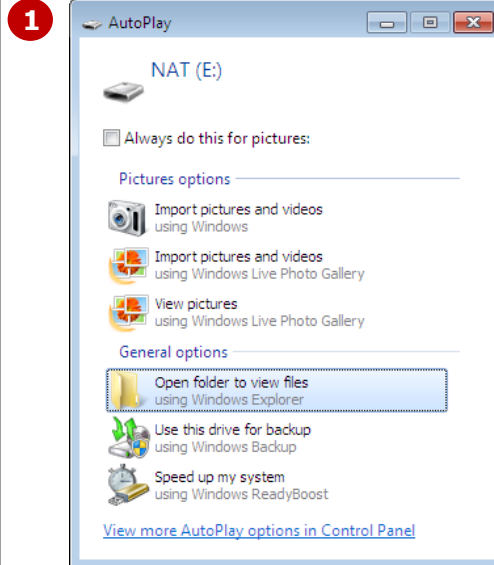 1
AutoPlay
NAT (E:)
Always do this for pictures:
Pictures options
Import pictures and videos
using Windows
Import pictures and videos
using Windows Live Photo Gallery
View pictures
using Windows Live Photo Gallery
General options
Open folder to view files
using Windows Explorer
Use this drive for backup
using Windows Backup
Speed up my system
using Windows ReadyBoost
View more AutoPlay options in Control Panel